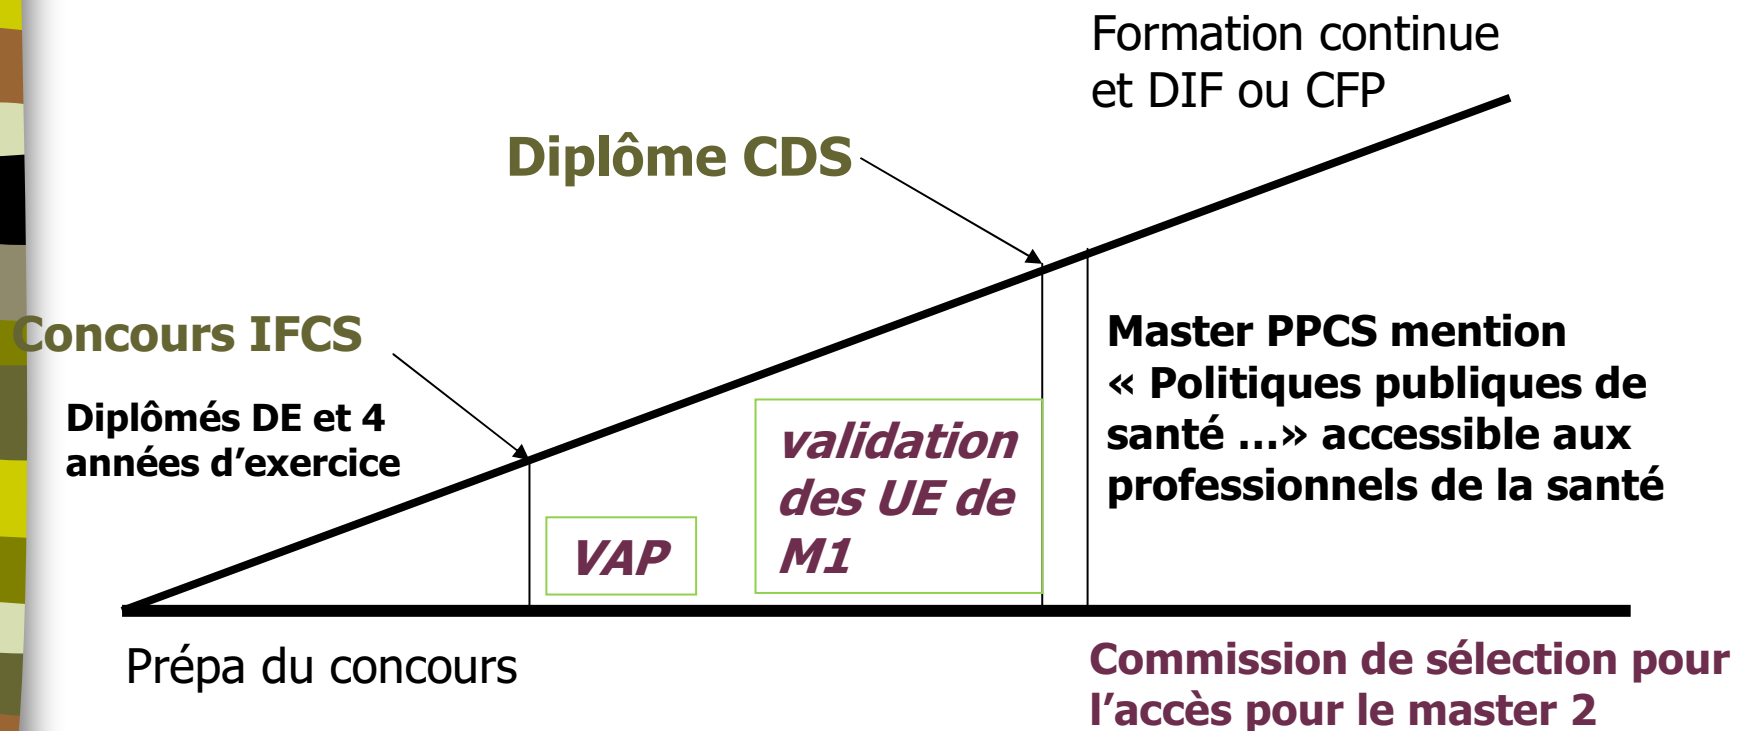 Formation continue
et DIF ou CFP
Diplôme CDS
Concours IFCS
Diplômés DE et 4
années d’exercice
Master PPCS mention
« Politiques publiques de
santé …» accessible aux
professionnels de la santé
validation
des UE de
M1
VAP
Prépa du concours
Commission de sélection pour
l’accès pour le master 2